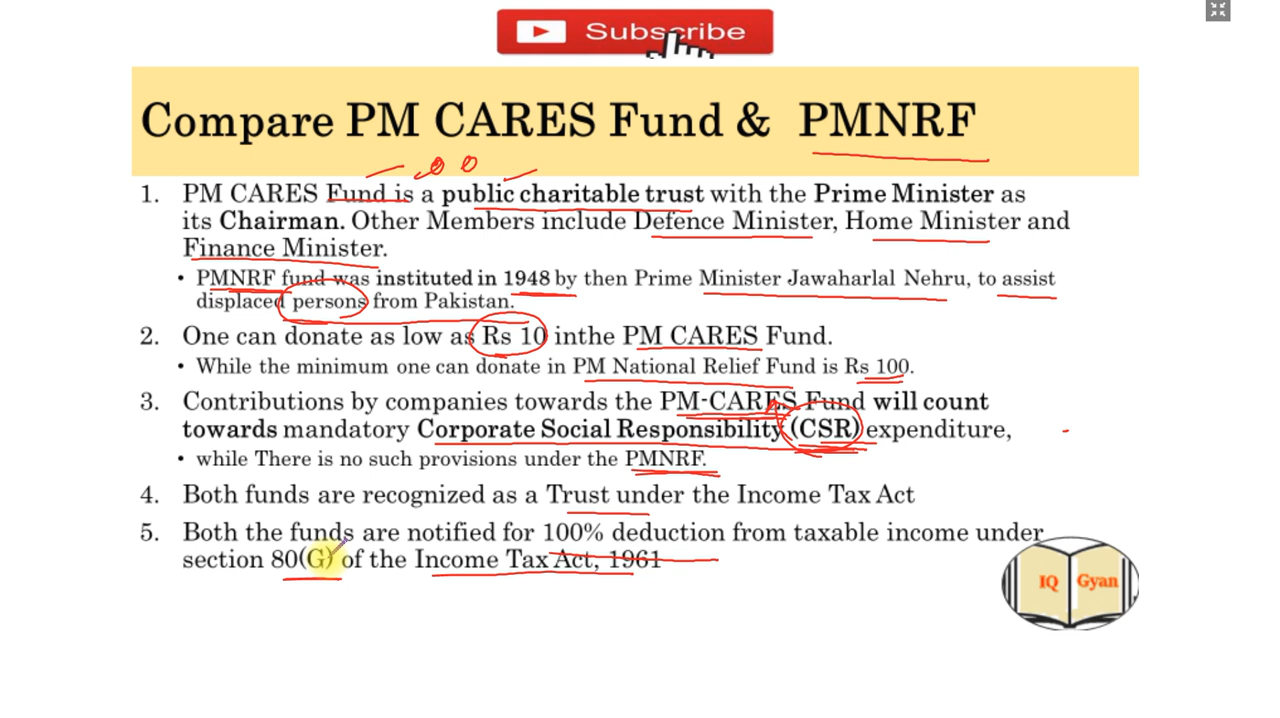 Subscribe
Compare PM CARES Fund & PMNRF
1. PM CARES Fund is a public charitable trust with the Prime Minister as
its Chairman. Other Members include Defence Minister, Home Minister and
Finance Minister.
• PMNRF fund was instituted in 1948 by then Prime Minister Jawaharlal Nehru, to assist
displaced persons from Pakistan.
2. One can donate as low as Rs 10 inthe PM CARES Fund.
• While the minimum one can donate in PM National Relief Fund is Rs 100.
3. Contributions by companies towards the PM-CARES Fund will count
towards mandatory Corporate Social Responsibility (CSR) expenditure,
• while There is no such provisions under the PMNRF.
4. Both funds are recognized as a Trust under the Income Tax Act
5. Both the funds are notified for 100% deduction from taxable income under
section 80(G) of the Income Tax Act, 1961
IQ Gyan